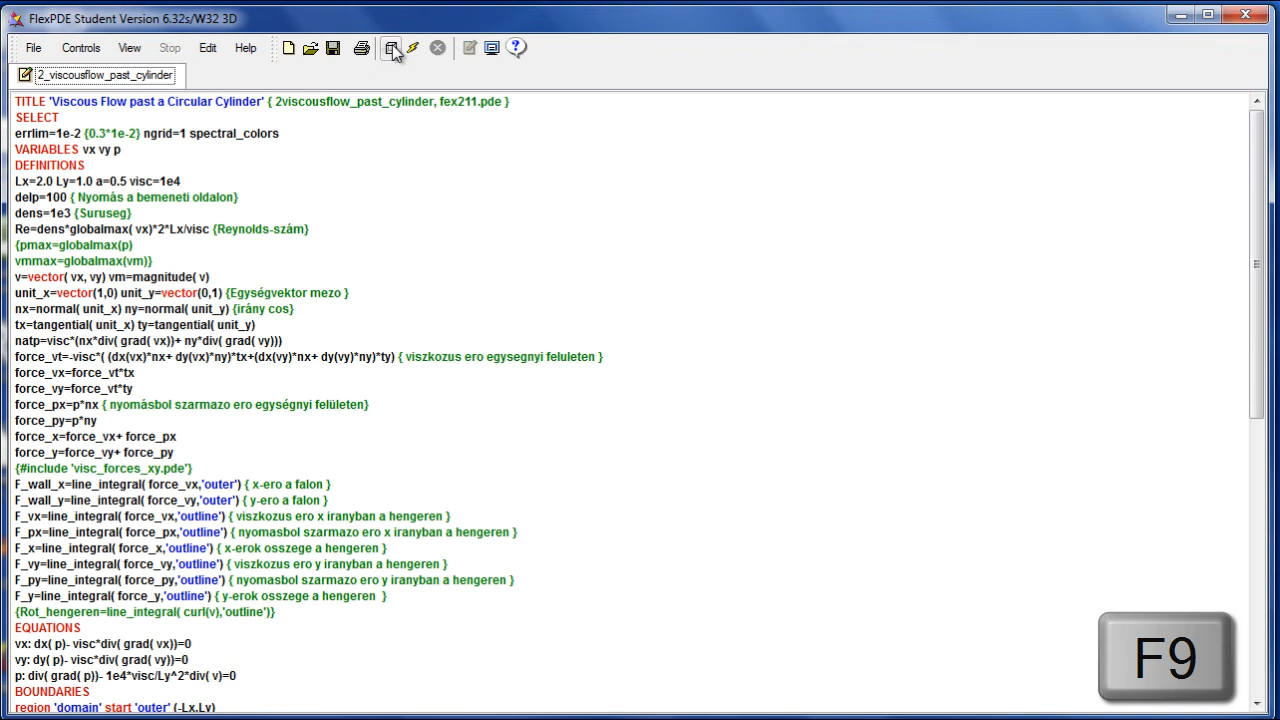 FlexPDE Student Version 6.32s/W32 3D
File Controls View Stop Edit Help
2_viscousflow_past_cylinder
TITLE 'Viscous Flow past a Circular Cylinder' { 2viscousflow_past_cylinder, fex211.pde }
SELECT
errlim=1e-2 {0.3*1e-2} ngrid=1 spectral_colors
VARIABLES vx vy p
DEFINITIONS
Lx=2.0 Ly=1.0 a=0.5 visc=1e4
delp=100 { Nyomás a bemeneti oldalon}
dens=1e3 {Suruseg}
Re=dens*globalmax( vx)*2*Lx/visc {Reynolds-szám}
{pmax=globalmax(p)
vmmax=globalmax(vm)}
v=vector( vx, vy) vm=magnitude( v)
unit_x=vector(1,0) unit_y=vector(0,1) {Egységvektor mezo }
nx=normal( unit_x) ny=normal( unit_y) {irány cos}
tx=tangential( unit_x) ty=tangential( unit_y)
natp=visc*(nx*div( grad( vx))+ ny*div( grad( vy)))
force_vt=-visc*( (dx(vx)*nx+ dy(vx)*ny)*tx+(dx(vy)*nx+ dy(vy)*ny)*ty) { viszkozus ero egysegnyi feluleten }
force_vx=force_vt*tx
force_vy=force_vt*ty
force_px=p*nx { nyomásbol szarmazo ero egységnyi felületen}
force_py=p*ny
force_x=force_vx+ force_px
force_y=force_vy+ force_py
{#include 'visc_forces_xy.pde'}
F_wall_x=line_integral( force_vx,'outer') { x-ero a falon }
F_wall_y=line_integral( force_vy,'outer') { y-ero a falon }
F_vx=line_integral( force_vx,'outline') { viszkozus ero x iranyban a hengeren }
F_px=line_integral( force_px,'outline') { nyomasbol szarmazo ero x iranyban a hengeren }
F_x=line_integral( force_x,'outline') { x-erok osszege a hengeren }
F_vy=line_integral( force_vy,'outline') { viszkozus ero y iranyban a hengeren }
F_py=line_integral( force_py,'outline') { nyomasbol szarmazo ero y iranyban a hengeren }
F_y=line_integral( force_y,'outline') { y-erok osszege a hengeren }
{Rot_hengeren=line_integral( curl(v),'outline')}
EQUATIONS
vx: dx( p)- visc*div( grad( vx))=0
vy: dy( p)- visc*div( grad( vy))=0
p: div( grad( p))- 1e4*visc/Ly^2*div( v)=0
BOUNDARIES
region 'domain' start 'outer' (-Lx,Ly)
F9